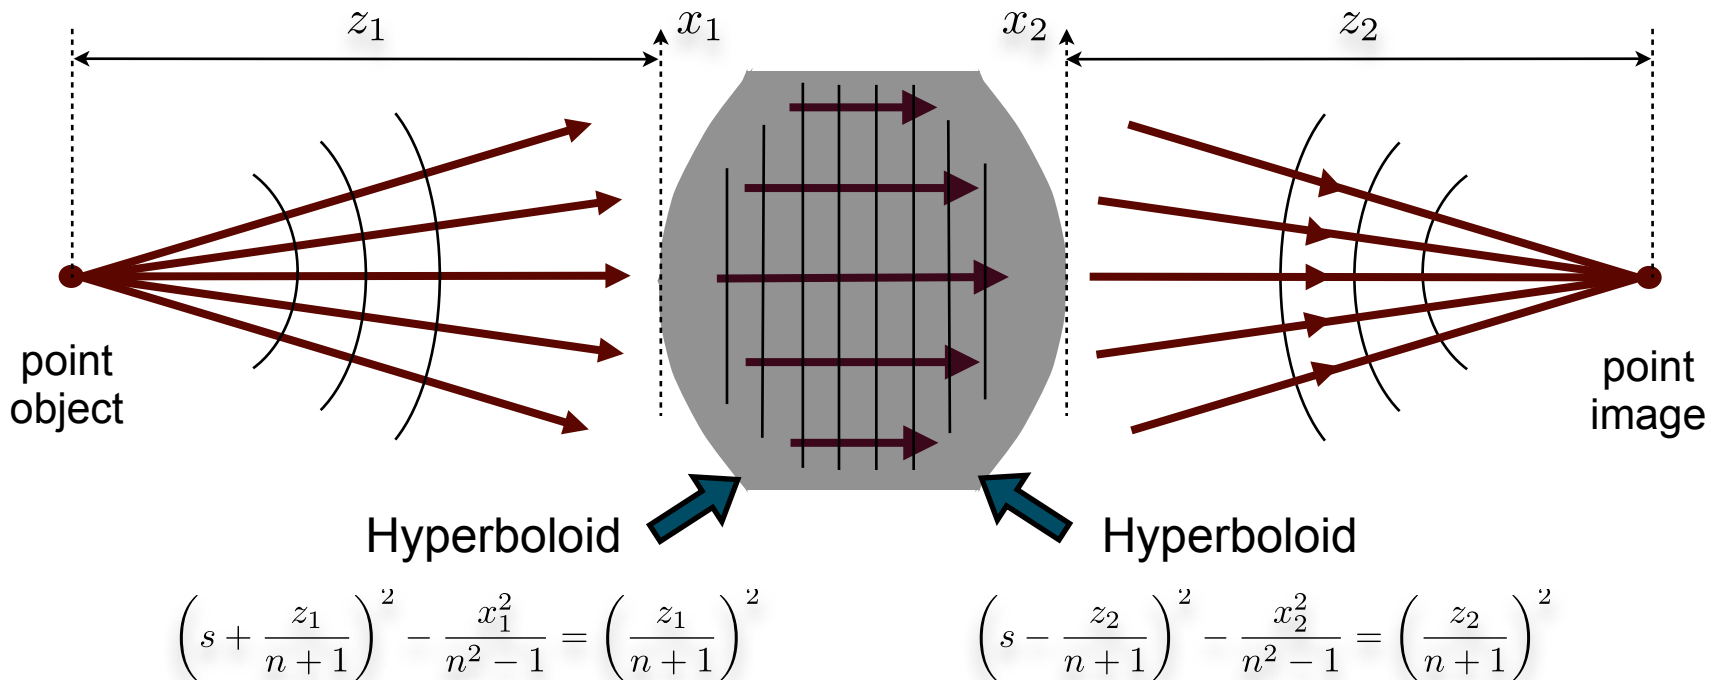 z₁ x₁ x₂ z₂
point
object
point
image
Hyperboloid Hyperboloid
(s + z₁/(n + 1))² − x₁²/(n² − 1) = (z₁/(n + 1))²
(s − z₂/(n + 1))² − x₂²/(n² − 1) = (z₂/(n + 1))²